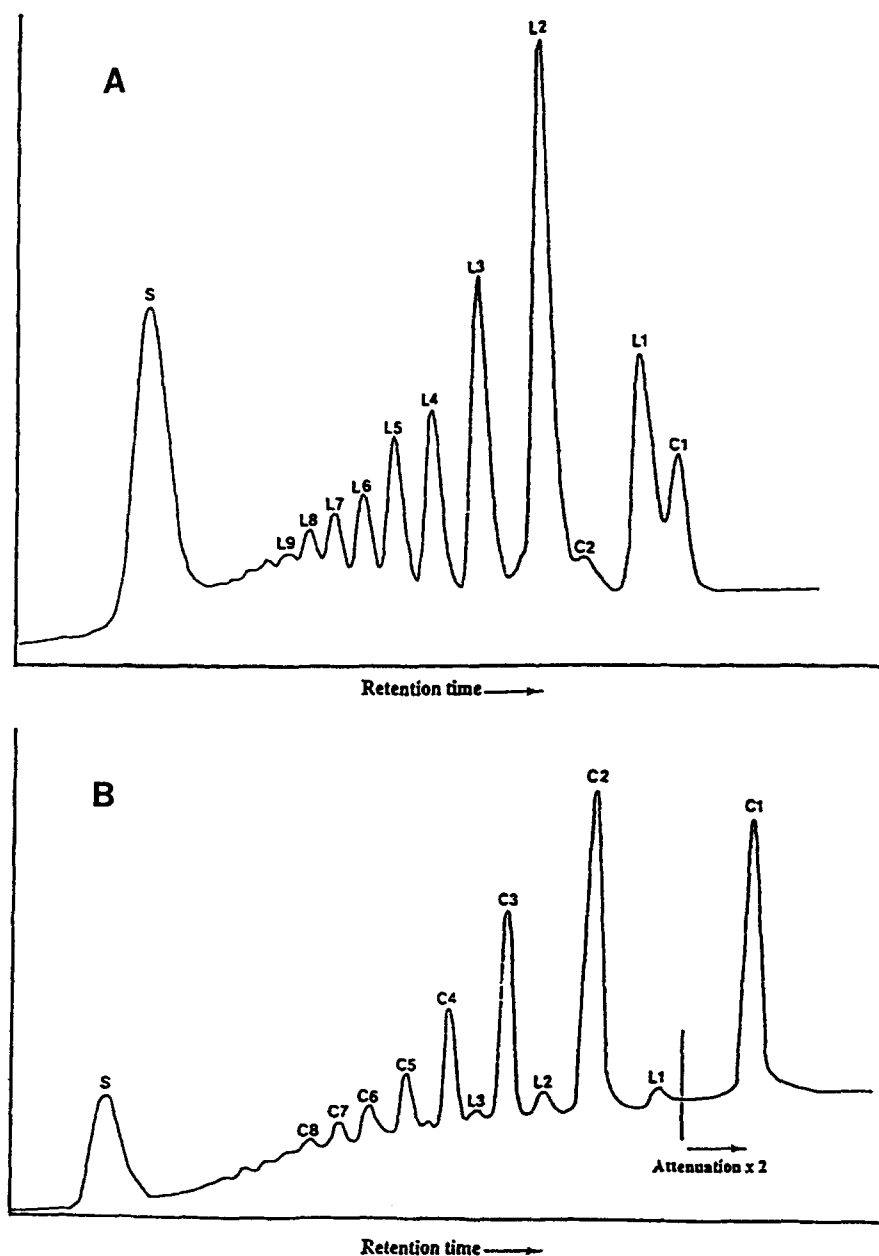 A
S
L9
L8
L7
L6
L5
L4
L3
L2
C2
L1
C1
Retention time
B
S
C8
C7
C6
C5
C4
L3
C3
L2
C2
L1
C1
Attenuation x 2
Retention time